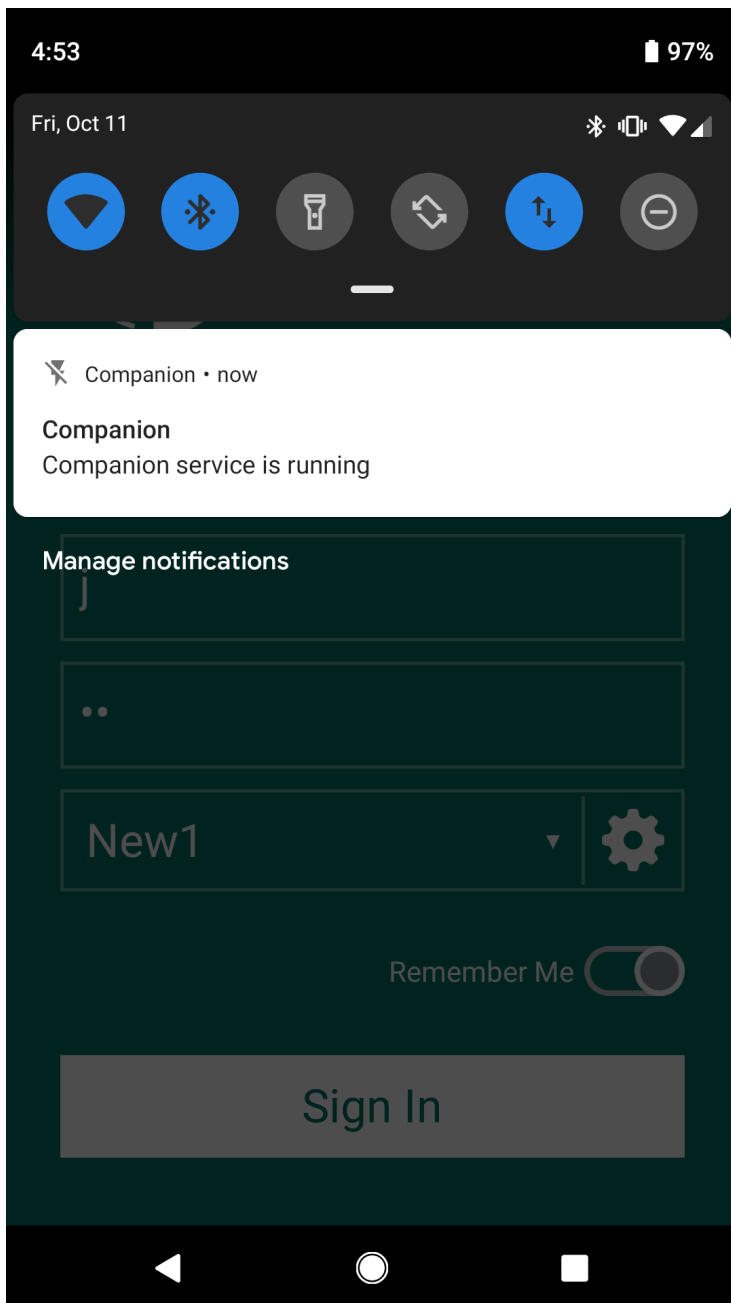 4:53
97%
Fri, Oct 11
Companion • now
Companion
Companion service is running
Manage notifications
j
••
New1
Remember Me
Sign In